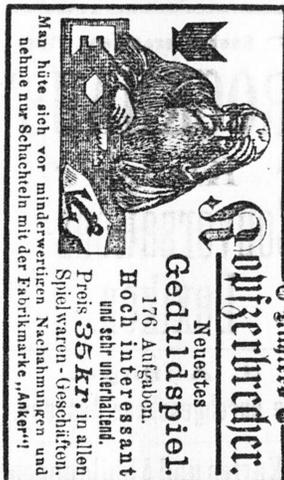 Kopfzerbrecher.
Neuestes
Geduldspiel.
176 Aufgaben.
Hoch interessant
und sehr unterhaltend.
Preis 35 kr. in allen
Spielwaren-Geschäften.
Man hüte sich vor minderwertigen Nachahmungen und
nehme nur Schachteln mit der Fabrikmarke „Anker“!